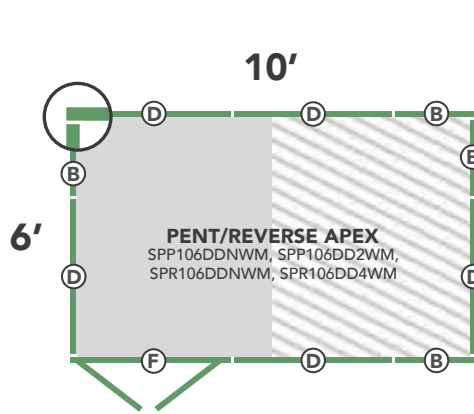 10′
D D B
B B
6′
PENT/REVERSE APEX
SPP106DDNWM, SPP106DD2WM,
SPR106DDNWM, SPR106DD4WM
D D
F D B